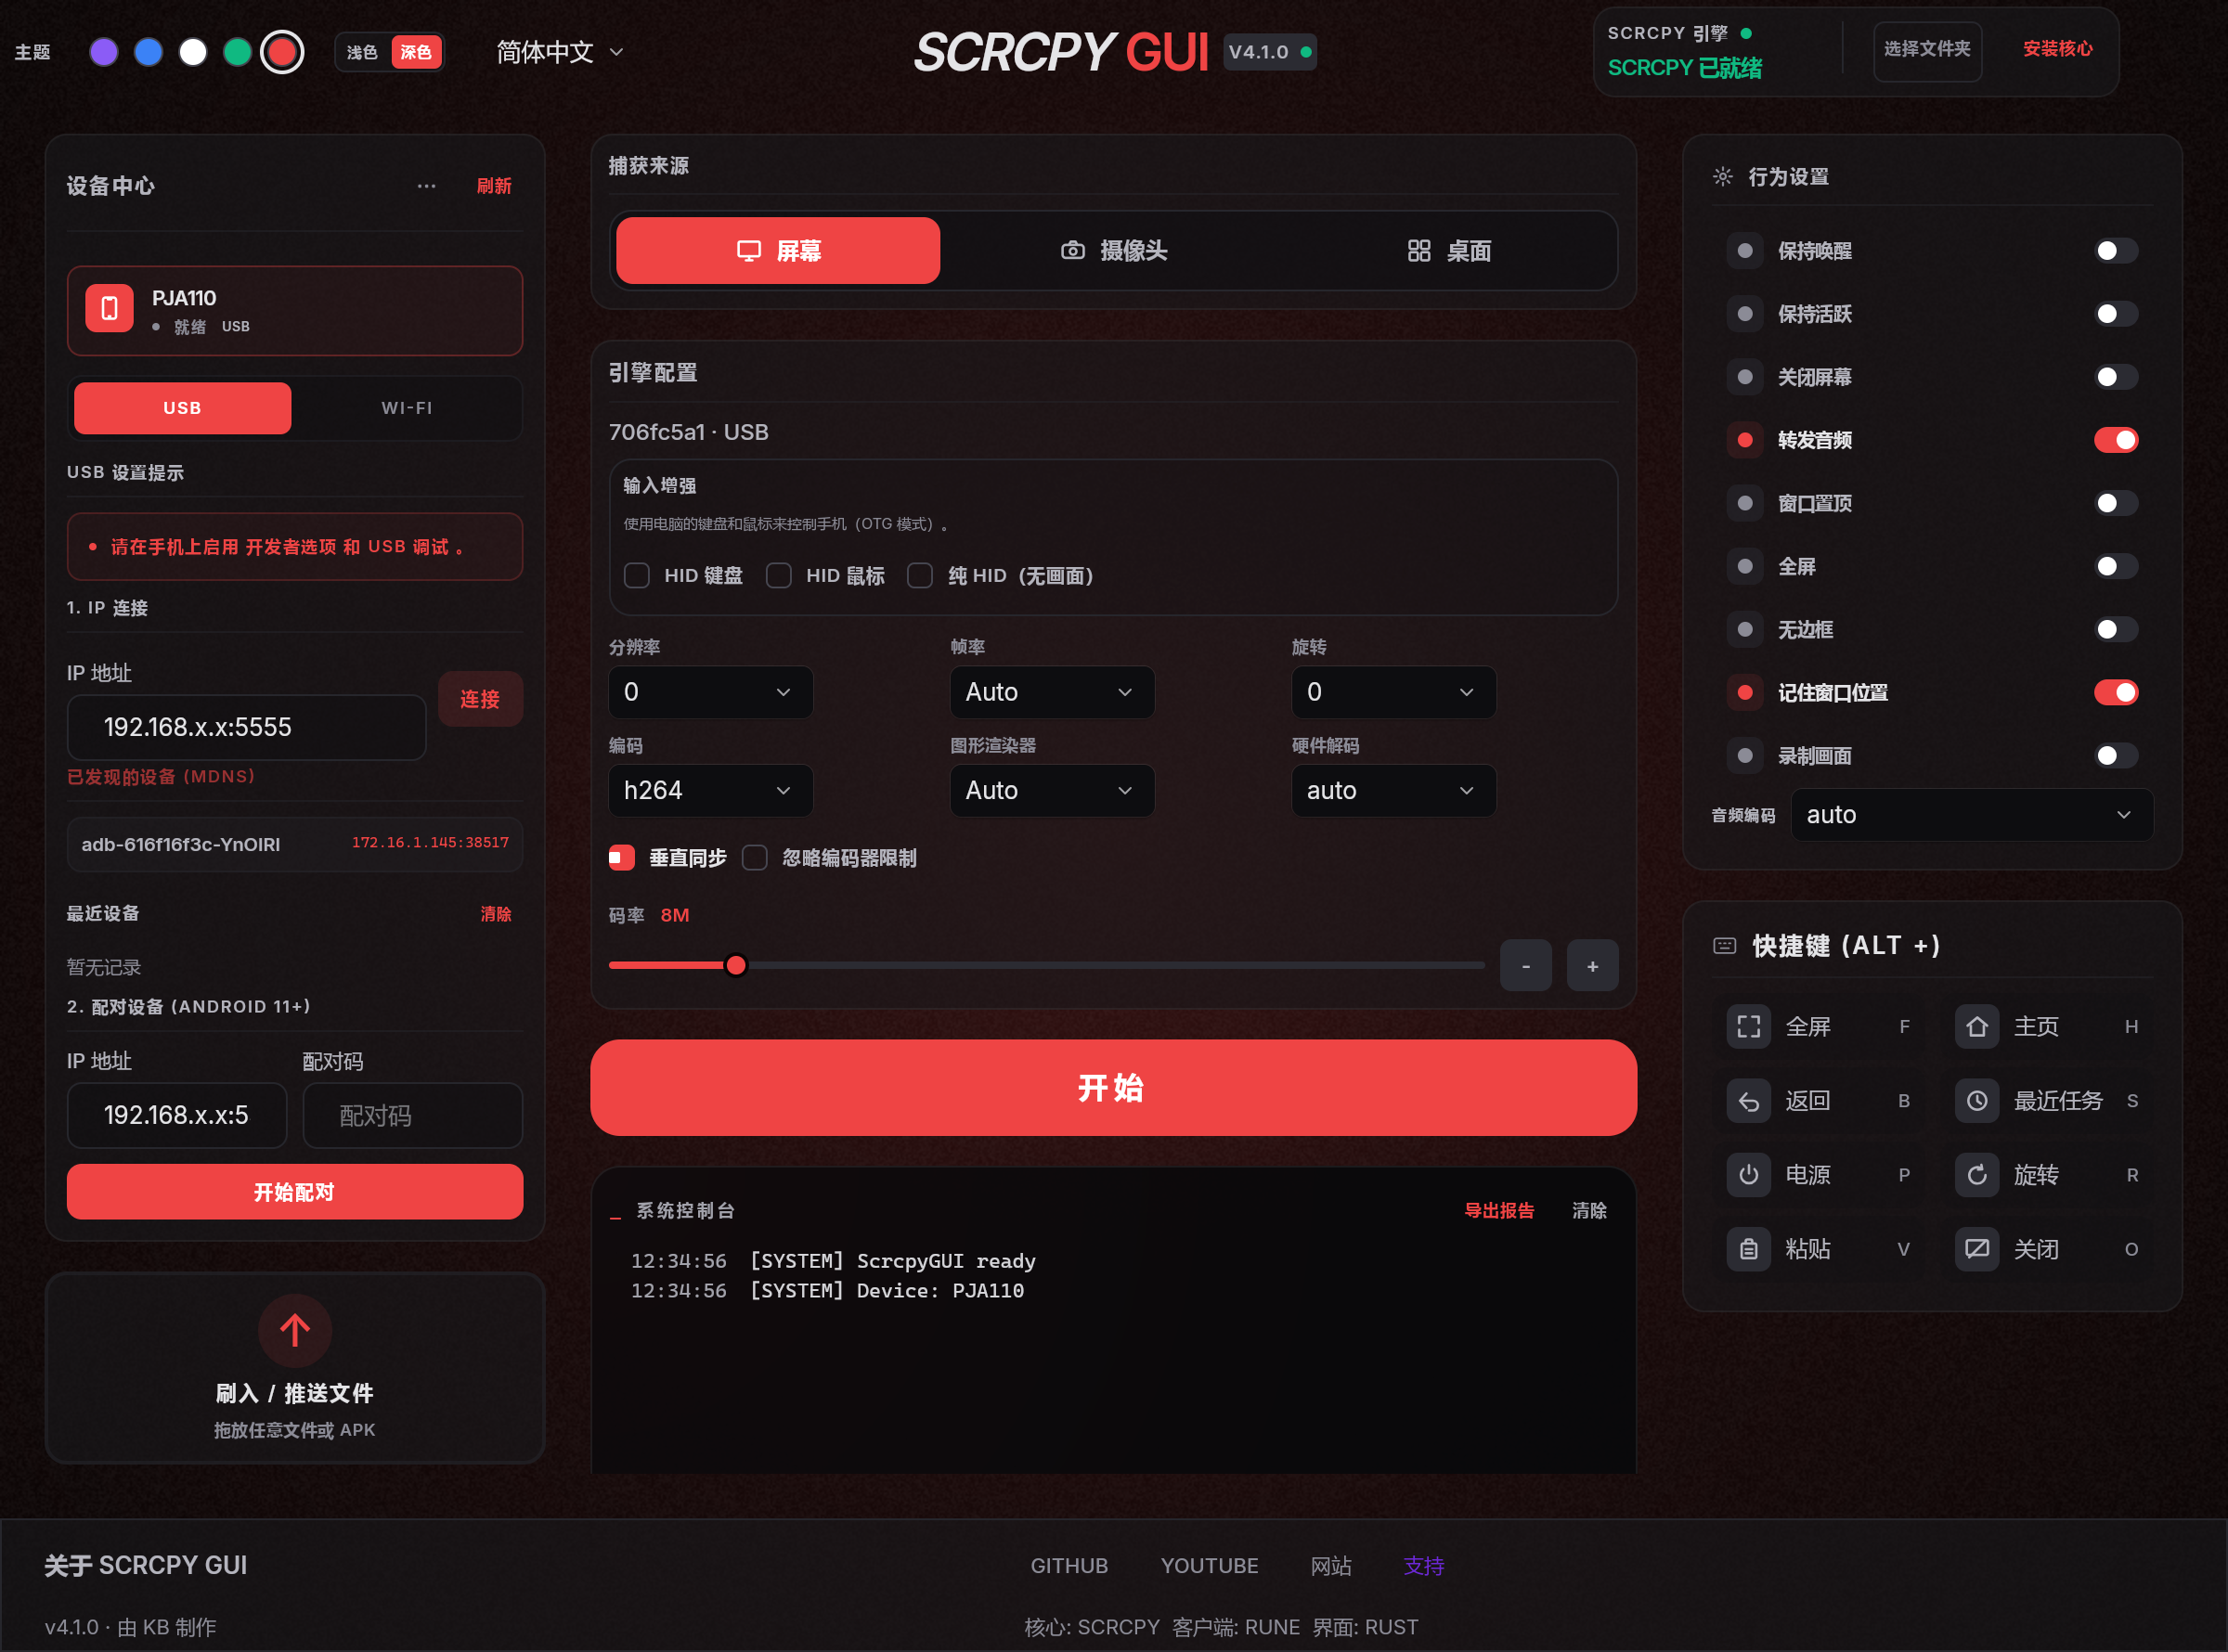 主题
浅色 深色
简体中文
SCRCPY GUI V4.1.0
SCRCPY 引擎
SCRCPY 已就绪
选择文件夹
安装核心
设备中心 ... 刷新
PJA110
就绪 USB
USB WI-FI
USB 设置提示
请在手机上启用 开发者选项 和 USB 调试 。
1. IP 连接
IP 地址
192.168.x.x:5555
连接
已发现的设备 (MDNS)
adb-616f16f3c-YnOIRI 172.16.1.145:38517
最近设备 清除
暂无记录
2. 配对设备 (ANDROID 11+)
IP 地址 配对码
192.168.x.x:5 配对码
开始配对
刷入 / 推送文件
拖放任意文件或 APK
捕获来源
屏幕 摄像头 桌面
引擎配置
706fc5a1 · USB
输入增强
使用电脑的键盘和鼠标来控制手机（OTG 模式）。
HID 键盘 HID 鼠标 纯 HID（无画面）
分辨率 帧率 旋转
0 Auto 0
编码 图形渲染器 硬件解码
h264 Auto auto
垂直同步 忽略编码器限制
码率 8M
- +
开始
_ 系统控制台 导出报告 清除
12:34:56 [SYSTEM] ScrcpyGUI ready
12:34:56 [SYSTEM] Device: PJA110
行为设置
保持唤醒
保持活跃
关闭屏幕
转发音频
窗口置顶
全屏
无边框
记住窗口位置
录制画面
音频编码 auto
快捷键 (ALT +)
全屏 F 主页 H
返回 B 最近任务 S
电源 P 旋转 R
粘贴 V 关闭 O
关于 SCRCPY GUI
GITHUB YOUTUBE 网站 支持
v4.1.0 · 由 KB 制作
核心: SCRCPY 客户端: RUNE 界面: RUST